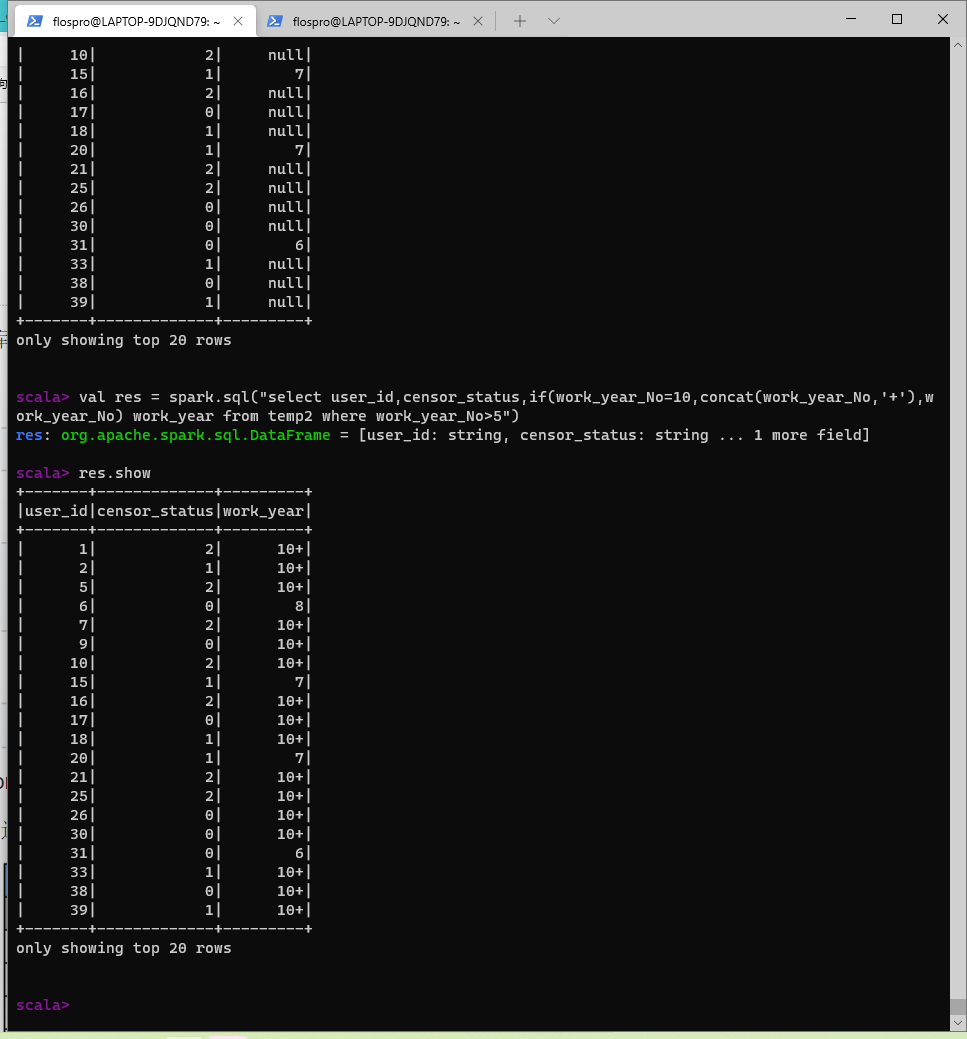 flospro@LAPTOP-9DJQND79: ~
flospro@LAPTOP-9DJQND79: ~
|     10|            2|     null|
|     15|            1|        7|
|     16|            2|     null|
|     17|            0|     null|
|     18|            1|     null|
|     20|            1|        7|
|     21|            2|     null|
|     25|            2|     null|
|     26|            0|     null|
|     30|            0|     null|
|     31|            0|        6|
|     33|            1|     null|
|     38|            0|     null|
|     39|            1|     null|
+-------+-------------+---------+
only showing top 20 rows
scala> val res = spark.sql("select user_id,censor_status,if(work_year_No=10,concat(work_year_No,'+'),w
ork_year_No) work_year from temp2 where work_year_No>5")
res: org.apache.spark.sql.DataFrame = [user_id: string, censor_status: string ... 1 more field]
scala> res.show
+-------+-------------+---------+
|user_id|censor_status|work_year|
+-------+-------------+---------+
|      1|            2|      10+|
|      2|            1|      10+|
|      5|            2|      10+|
|      6|            0|        8|
|      7|            2|      10+|
|      9|            0|      10+|
|     10|            2|      10+|
|     15|            1|        7|
|     16|            2|      10+|
|     17|            0|      10+|
|     18|            1|      10+|
|     20|            1|        7|
|     21|            2|      10+|
|     25|            2|      10+|
|     26|            0|      10+|
|     30|            0|      10+|
|     31|            0|        6|
|     33|            1|      10+|
|     38|            0|      10+|
|     39|            1|      10+|
+-------+-------------+---------+
only showing top 20 rows
scala>